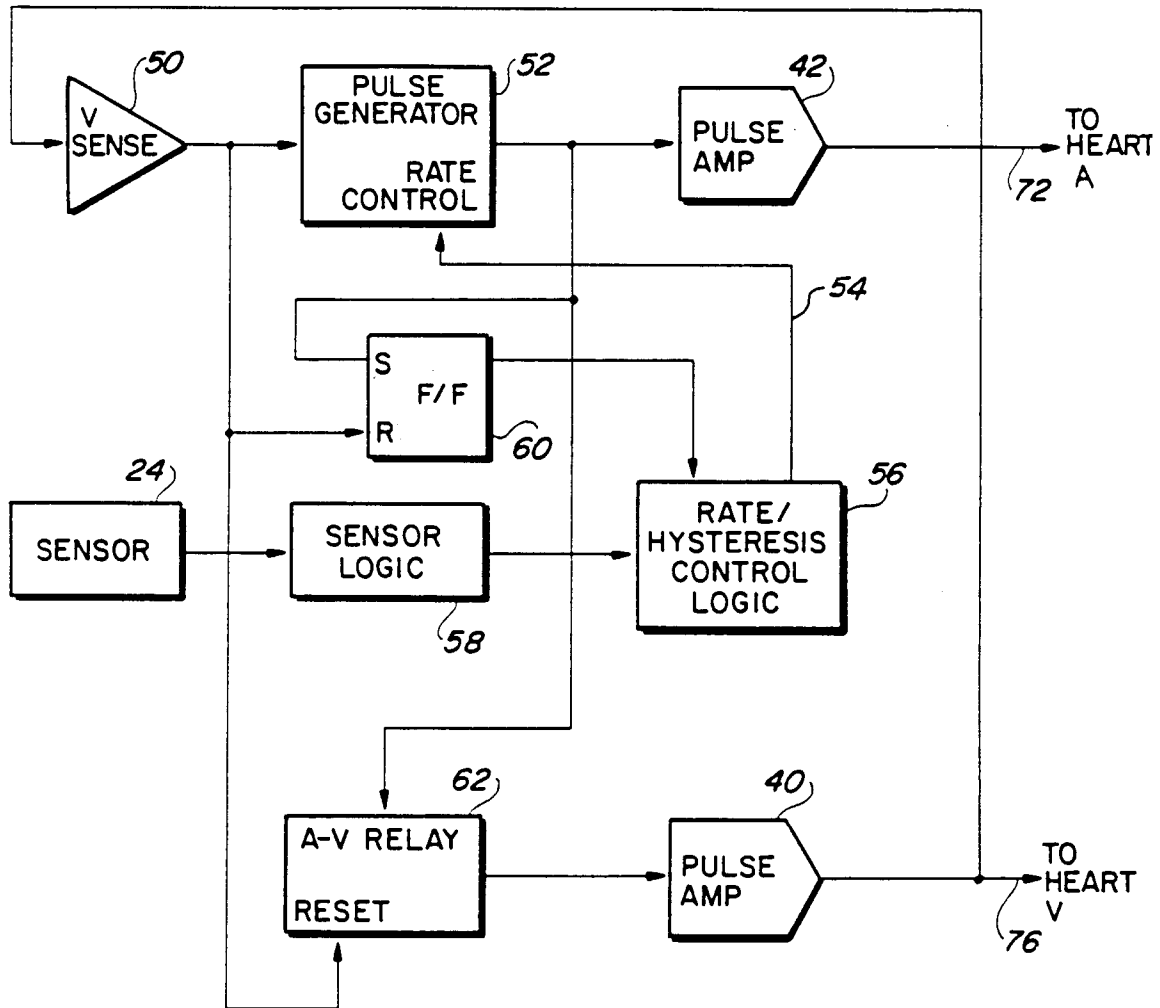 50
V
SENSE
PULSE
GENERATOR
RATE
CONTROL
52
PULSE
AMP
42
TO
HEART
A
72
54
S
F/F
R
60
24
SENSOR
SENSOR
LOGIC
58
RATE/
HYSTERESIS
CONTROL
LOGIC
56
62
A-V RELAY
RESET
40
PULSE
AMP
TO
HEART
V
76